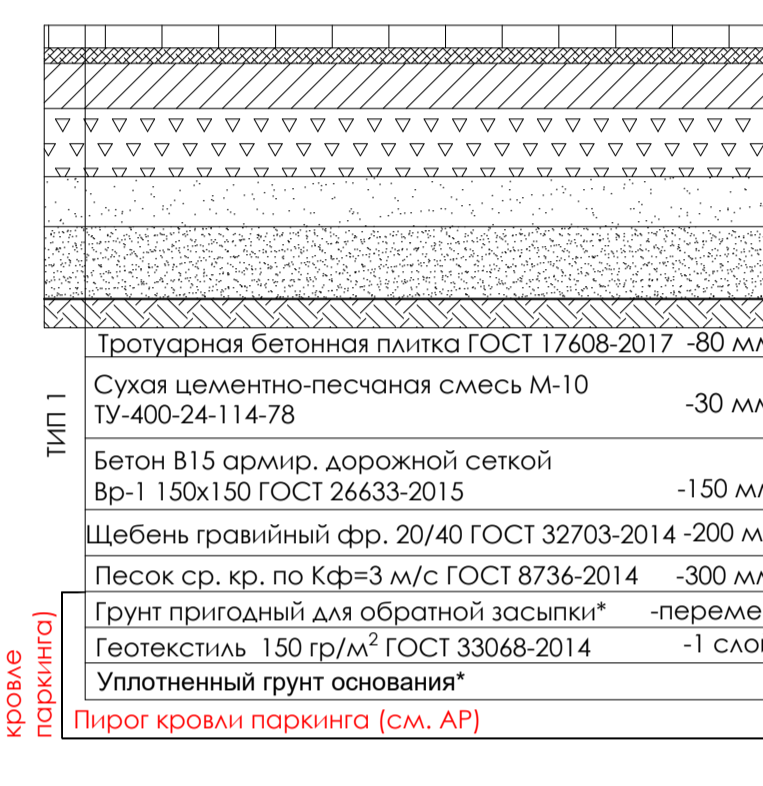 Тротуарная бетонная плитка ГОСТ 17608-2017 -80 мм
Сухая цементно-песчаная смесь М-10
ТУ-400-24-114-78 -30 мм
Бетон В15 армир. дорожной сеткой
Вр-1 150х150 ГОСТ 26633-2015 -150 мм
Щебень гравийный фр. 20/40 ГОСТ 32703-2014 -200 м
Песок ср. кр. по Кф=3 м/с ГОСТ 8736-2014 -300 мм
Грунт пригодный для обратной засыпки* -переме
Геотекстиль 150 гр/м² ГОСТ 33068-2014 -1 слой
Уплотненный грунт основания*
Пирог кровли паркинга (см. АР)
ТИП 1
кровле
паркинга)